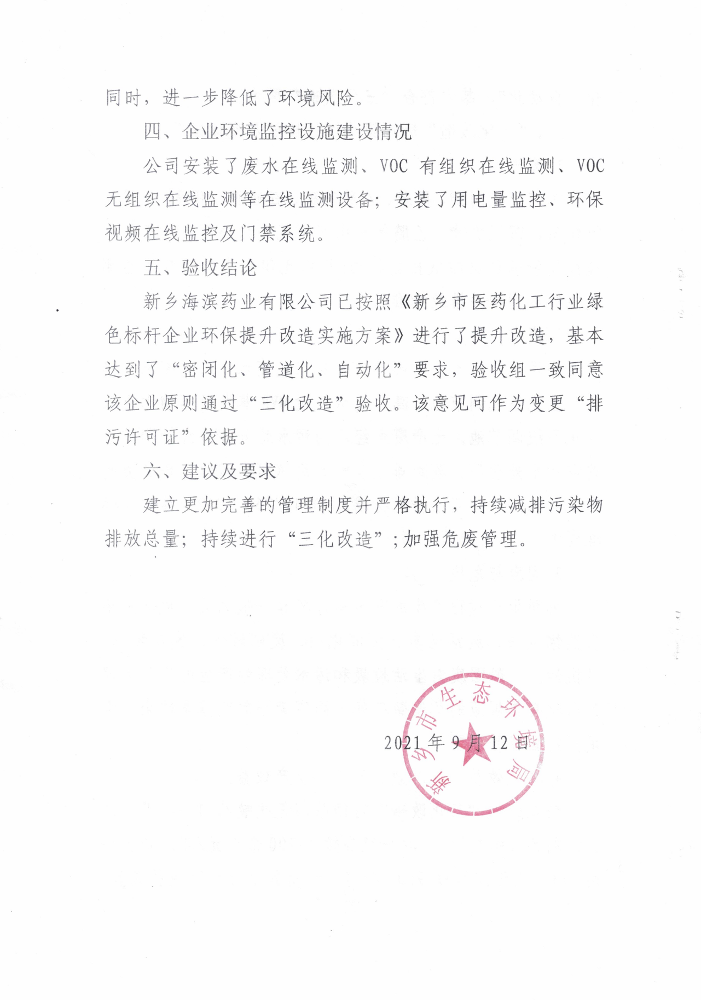 同时，进一步降低了环境风险。
四、企业环境监控设施建设情况
公司安装了废水在线监测、VOC 有组织在线监测、VOC
无组织在线监测等在线监测设备；安装了用电量监控、环保
视频在线监控及门禁系统。
五、验收结论
新乡海滨药业有限公司已按照《新乡市医药化工行业绿
色标杆企业环保提升改造实施方案》进行了提升改造，基本
达到了“密闭化、管道化、自动化”要求，验收组一致同意
该企业原则通过“三化改造”验收。该意见可作为变更“排
污许可证”依据。
六、建议及要求
建立更加完善的管理制度并严格执行，持续减排污染物
排放总量；持续进行“三化改造”;加强危废管理。
新乡市生态环境局
2021 年 9 月 12 日